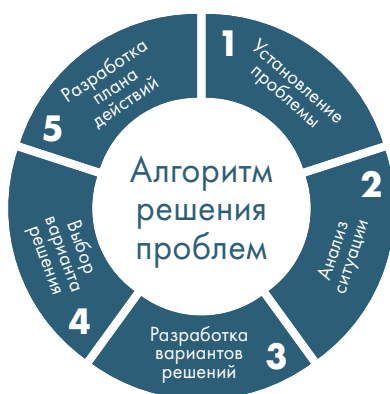 Алгоритм
решения
проблем
1
Установление
проблемы
2
Анализ
ситуации
3
Разработка
вариантов
решений
4
Выбор
варианта
решения
5
Разработка
плана
действий